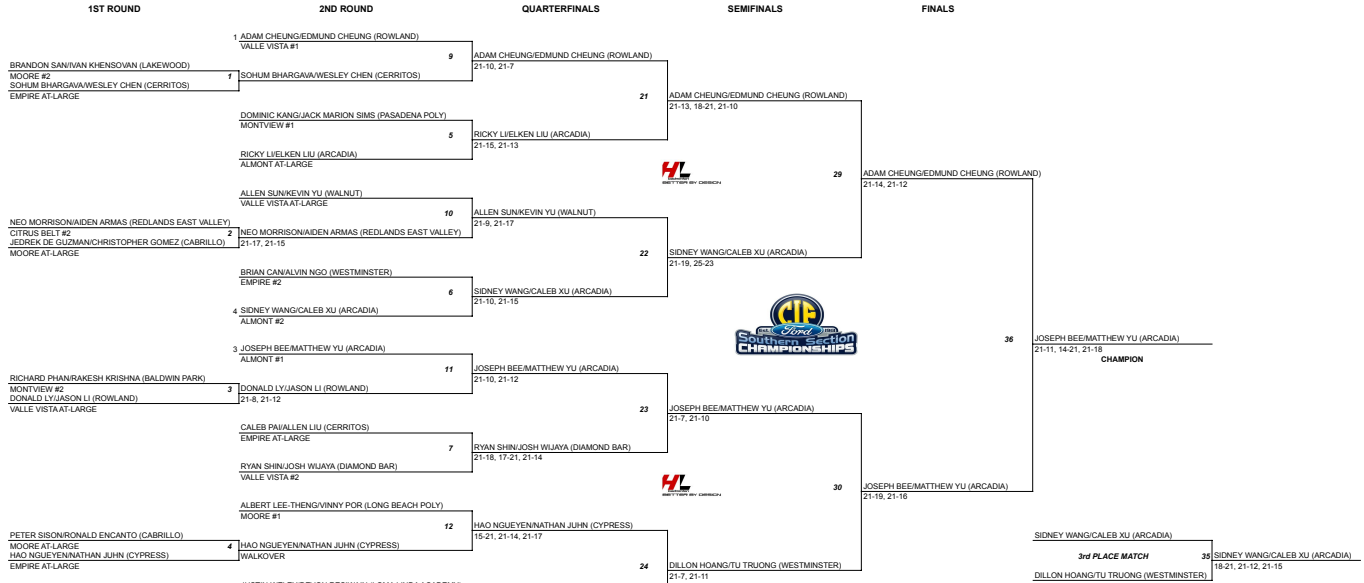 1ST ROUND
2ND ROUND
QUARTERFINALS
SEMIFINALS
FINALS
BRANDON SAN/IVAN KHENSOVAN (LAKEWOOD)
MOORE #2
1
SOHUM BHARGAVA/WESLEY CHEN (CERRITOS)
EMPIRE AT-LARGE
NEO MORRISON/AIDEN ARMAS (REDLANDS EAST VALLEY)
CITRUS BELT #2
2
JEDREK DE GUZMAN/CHRISTOPHER GOMEZ (CABRILLO)
MOORE AT-LARGE
RICHARD PHAN/RAKESH KRISHNA (BALDWIN PARK)
MONTVIEW #2
3
DONALD LY/JASON LI (ROWLAND)
VALLE VISTA AT-LARGE
PETER SISON/RONALD ENCANTO (CABRILLO)
MOORE AT-LARGE
4
HAO NGUEYEN/NATHAN JUHN (CYPRESS)
EMPIRE AT-LARGE
1 ADAM CHEUNG/EDMUND CHEUNG (ROWLAND)
VALLE VISTA #1
9
SOHUM BHARGAVA/WESLEY CHEN (CERRITOS)
DOMINIC KANG/JACK MARION SIMS (PASADENA POLY)
MONTVIEW #1
5
RICKY LI/ELKEN LIU (ARCADIA)
ALMONT AT-LARGE
ALLEN SUN/KEVIN YU (WALNUT)
VALLE VISTA AT-LARGE
10
NEO MORRISON/AIDEN ARMAS (REDLANDS EAST VALLEY)
21-17, 21-15
BRIAN CAN/ALVIN NGO (WESTMINSTER)
EMPIRE #2
6
4 SIDNEY WANG/CALEB XU (ARCADIA)
ALMONT #2
3 JOSEPH BEE/MATTHEW YU (ARCADIA)
ALMONT #1
11
DONALD LY/JASON LI (ROWLAND)
21-8, 21-12
CALEB PAI/ALLEN LIU (CERRITOS)
EMPIRE AT-LARGE
7
RYAN SHIN/JOSH WIJAYA (DIAMOND BAR)
VALLE VISTA #2
ALBERT LEE-THENG/VINNY POR (LONG BEACH POLY)
MOORE #1
12
HAO NGUEYEN/NATHAN JUHN (CYPRESS)
WALKOVER
ADAM CHEUNG/EDMUND CHEUNG (ROWLAND)
21-10, 21-7
21
RICKY LI/ELKEN LIU (ARCADIA)
21-15, 21-13
ALLEN SUN/KEVIN YU (WALNUT)
21-9, 21-17
22
SIDNEY WANG/CALEB XU (ARCADIA)
21-10, 21-15
JOSEPH BEE/MATTHEW YU (ARCADIA)
21-10, 21-12
23
RYAN SHIN/JOSH WIJAYA (DIAMOND BAR)
21-18, 17-21, 21-14
HAO NGUEYEN/NATHAN JUHN (CYPRESS)
15-21, 21-14, 21-17
24
ADAM CHEUNG/EDMUND CHEUNG (ROWLAND)
21-13, 18-21, 21-10
HL
BETTER BY DESIGN
29
SIDNEY WANG/CALEB XU (ARCADIA)
21-19, 25-23
CIF
Ford
Southern Section
CHAMPIONSHIPS
JOSEPH BEE/MATTHEW YU (ARCADIA)
21-7, 21-10
HL
BETTER BY DESIGN
30
DILLON HOANG/TU TRUONG (WESTMINSTER)
21-7, 21-11
ADAM CHEUNG/EDMUND CHEUNG (ROWLAND)
21-14, 21-12
36
JOSEPH BEE/MATTHEW YU (ARCADIA)
21-19, 21-16
JOSEPH BEE/MATTHEW YU (ARCADIA)
21-11, 14-21, 21-18
CHAMPION
SIDNEY WANG/CALEB XU (ARCADIA)
3rd PLACE MATCH
35 SIDNEY WANG/CALEB XU (ARCADIA)
18-21, 21-12, 21-15
DILLON HOANG/TU TRUONG (WESTMINSTER)